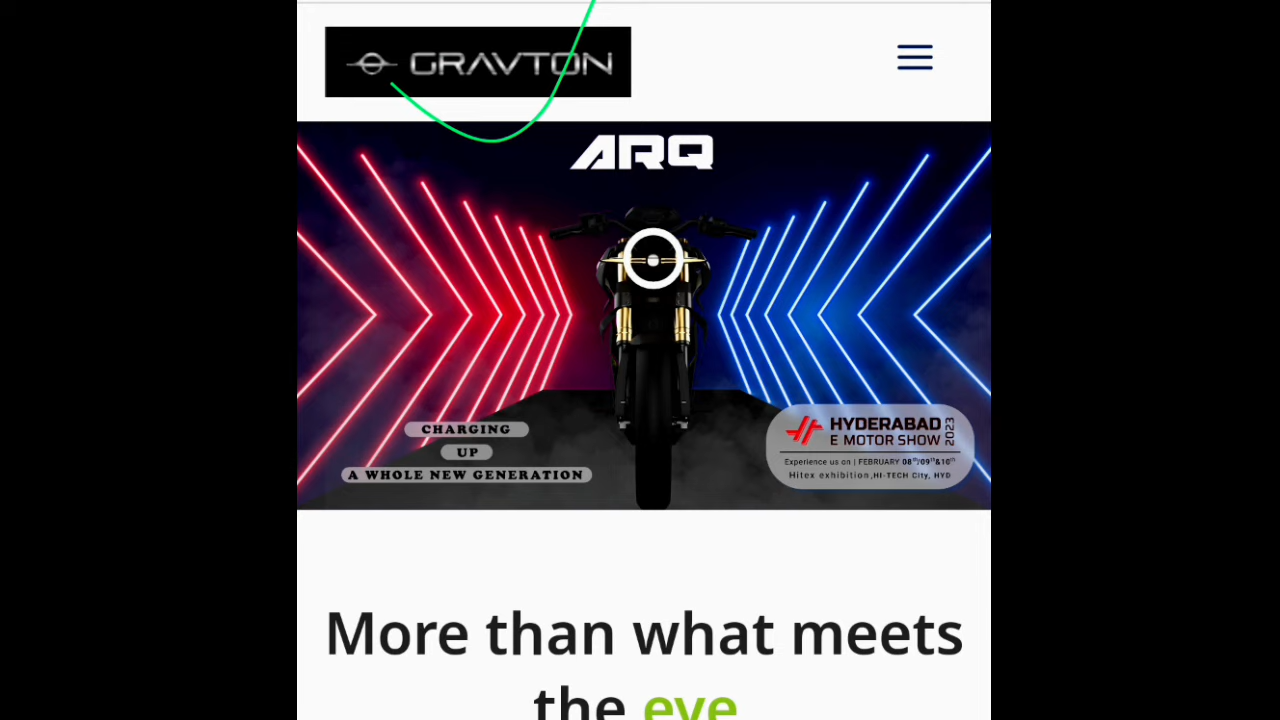 GRAVTON
ARQ
CHARGING
UP
A WHOLE NEW GENERATION
HYDERABAD
E MOTOR SHOW 2023
Experience us on | FEBRUARY 08th/09th&10th
Hitex exhibition,HI-TECH City, HYD
More than what meets
the eye